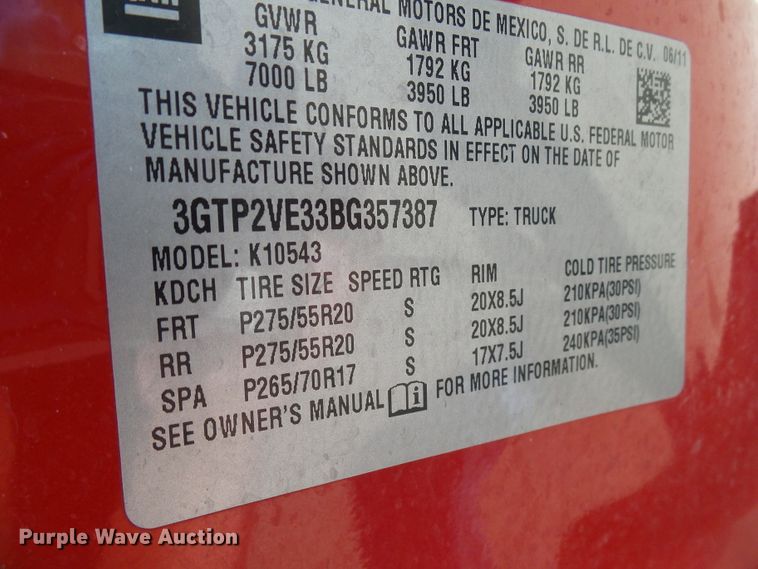 GM
GENERAL MOTORS DE MEXICO, S. DE R.L. DE C.V. 06/11
GVWR GAWR FRT GAWR RR
3175 KG 1792 KG 1792 KG
7000 LB 3950 LB 3950 LB
THIS VEHICLE CONFORMS TO ALL APPLICABLE U.S. FEDERAL MOTOR
VEHICLE SAFETY STANDARDS IN EFFECT ON THE DATE OF
MANUFACTURE SHOWN ABOVE.
3GTP2VE33BG357387 TYPE: TRUCK
MODEL: K10543
KDCH TIRE SIZE SPEED RTG RIM COLD TIRE PRESSURE
FRT P275/55R20 S 20X8.5J 210KPA(30PSI)
RR P275/55R20 S 20X8.5J 210KPA(30PSI)
SPA P265/70R17 S 17X7.5J 240KPA(35PSI)
SEE OWNER'S MANUAL FOR MORE INFORMATION.
Purple Wave Auction